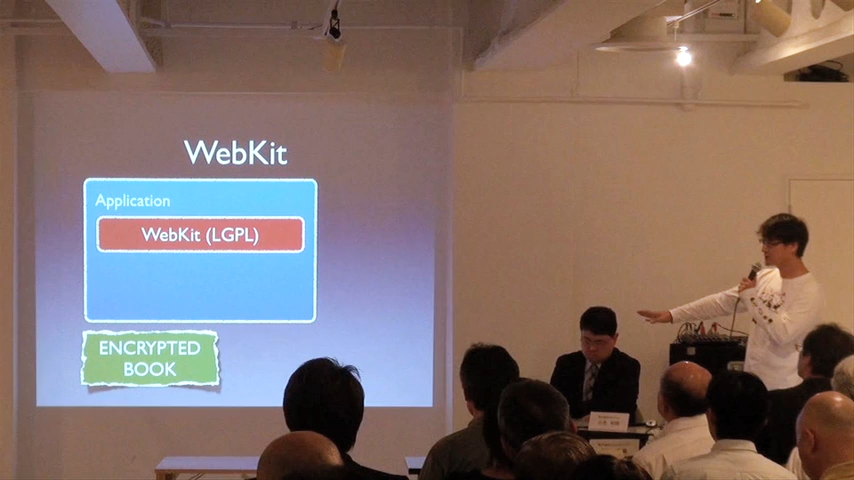 WebKit
Application
WebKit (LGPL)
ENCRYPTED
BOOK